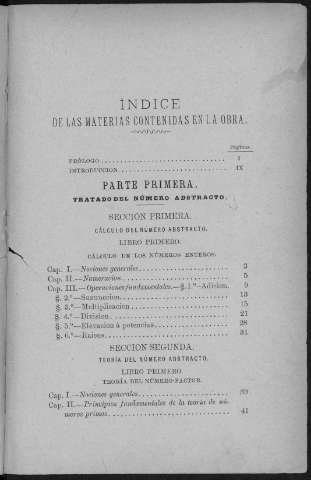 ÍNDICE
DE LAS MATERIAS CONTENIDAS EN LA OBRA.
Páginas.
PRÓLOGO . . . . . . . . . . I
INTRODUCCION . . . . . . . . . . IX
PARTE PRIMERA.
TRATADO DEL NÚMERO ABSTRACTO.
SECCION PRIMERA.
CÁLCULO DEL NÚMERO ABSTRACTO.
LIBRO PRIMERO.
CÁLCULO DE LOS NÚMEROS ENTEROS.
Cap. I.—Nociones generales . . . . . . . . . . 3
Cap. II.—Numeracion . . . . . . . . . . 5
Cap. III.—Operaciones fundamentales.—§. 1.º—Adicion. 9
§. 2.º—Sustraccion . . . . . . . . . . 13
§. 3.º—Multiplicacion . . . . . . . . . . 15
§. 4.º—Division . . . . . . . . . . 21
§. 5.º—Elevacion á potencias . . . . . . . . . . 28
§. 6.º—Raices . . . . . . . . . . 31
SECCION SEGUNDA.
TEORÍA DEL NÚMERO ABSTRACTO.
LIBRO PRIMERO
TEORÍA DEL NÚMERO-FACTOR.
Cap. I.—Nociones generales . . . . . . . . . . 39
Cap. II.—Principios fundamentales de la teoría de nú-
meros primos . . . . . . . . . . 41